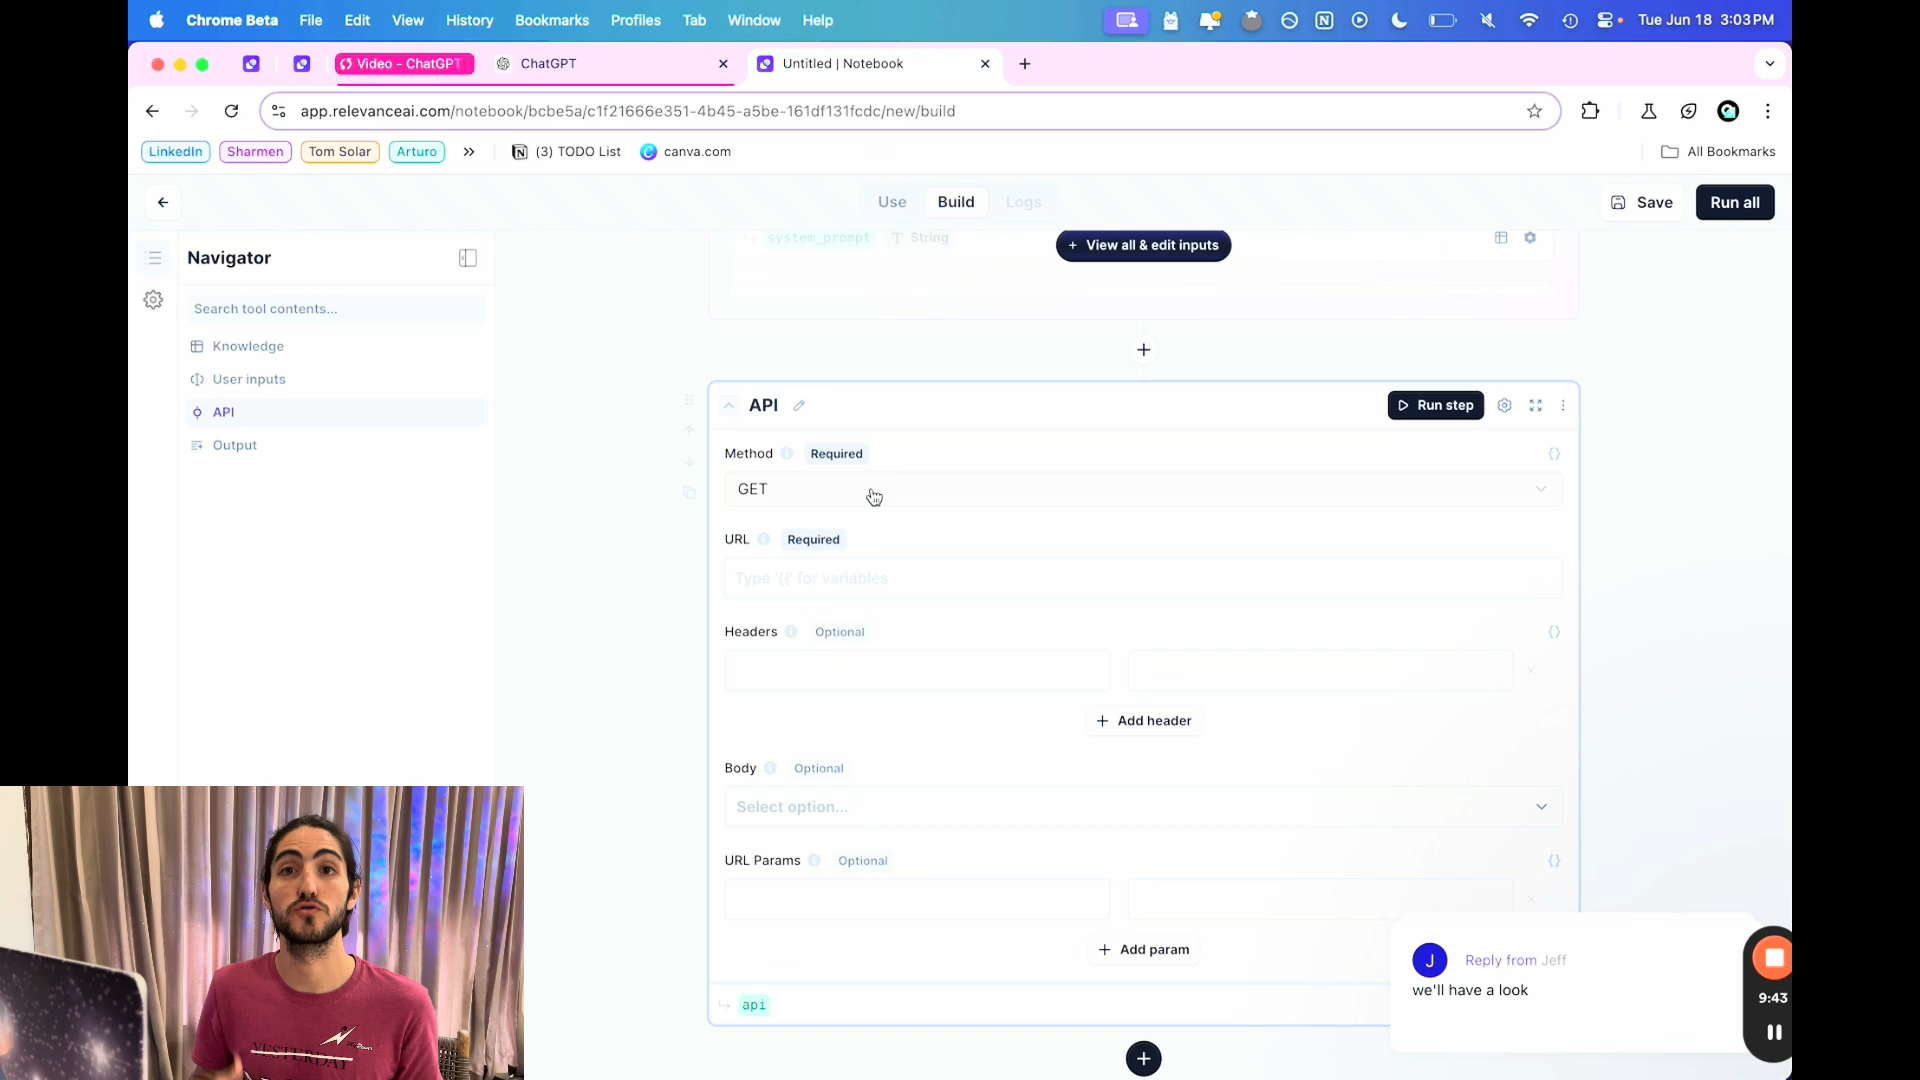 Chrome Beta File Edit View History Bookmarks Profiles Tab Window Help Tue Jun 18 3:03 PM
Video - ChatGPT ChatGPT Untitled | Notebook
app.relevanceai.com/notebook/bcbe5a/c1f21666e351-4b45-a5be-161df131fcdc/new/build
LinkedIn Sharmen Tom Solar Arturo (3) TODO List canva.com All Bookmarks
Use Build Logs Save Run all
Navigator
Search tool contents...
Knowledge
User inputs
API
Output
system_prompt T String
+ View all & edit inputs
API Run step
Method Required
GET
URL Required
Type '{{' for variables
Headers Optional
+ Add header
Body Optional
Select option...
URL Params Optional
+ Add param
api
J Reply from Jeff
we'll have a look
9:43
YESTERDAY